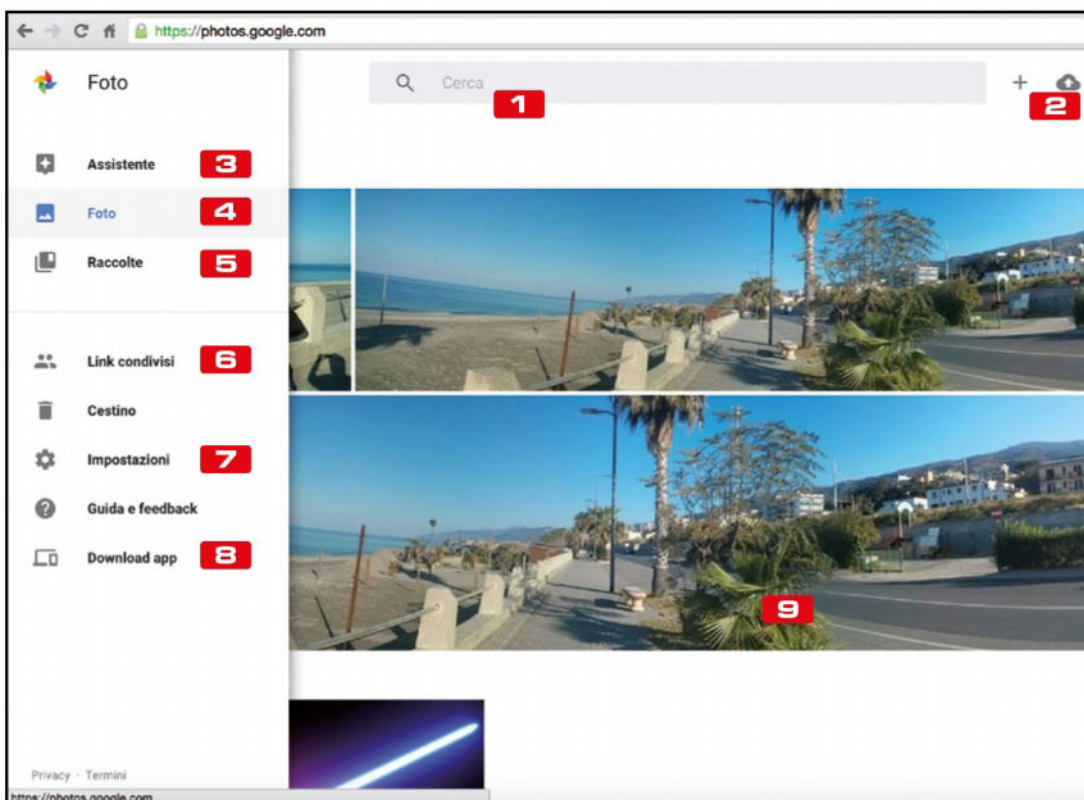 https://photos.google.com
Foto
Cerca
1
2
Assistente 3
Foto 4
Raccolte 5
Link condivisi 6
Cestino
Impostazioni 7
Guida e feedback
Download app 8
9
Privacy · Termini
https://photos.google.com